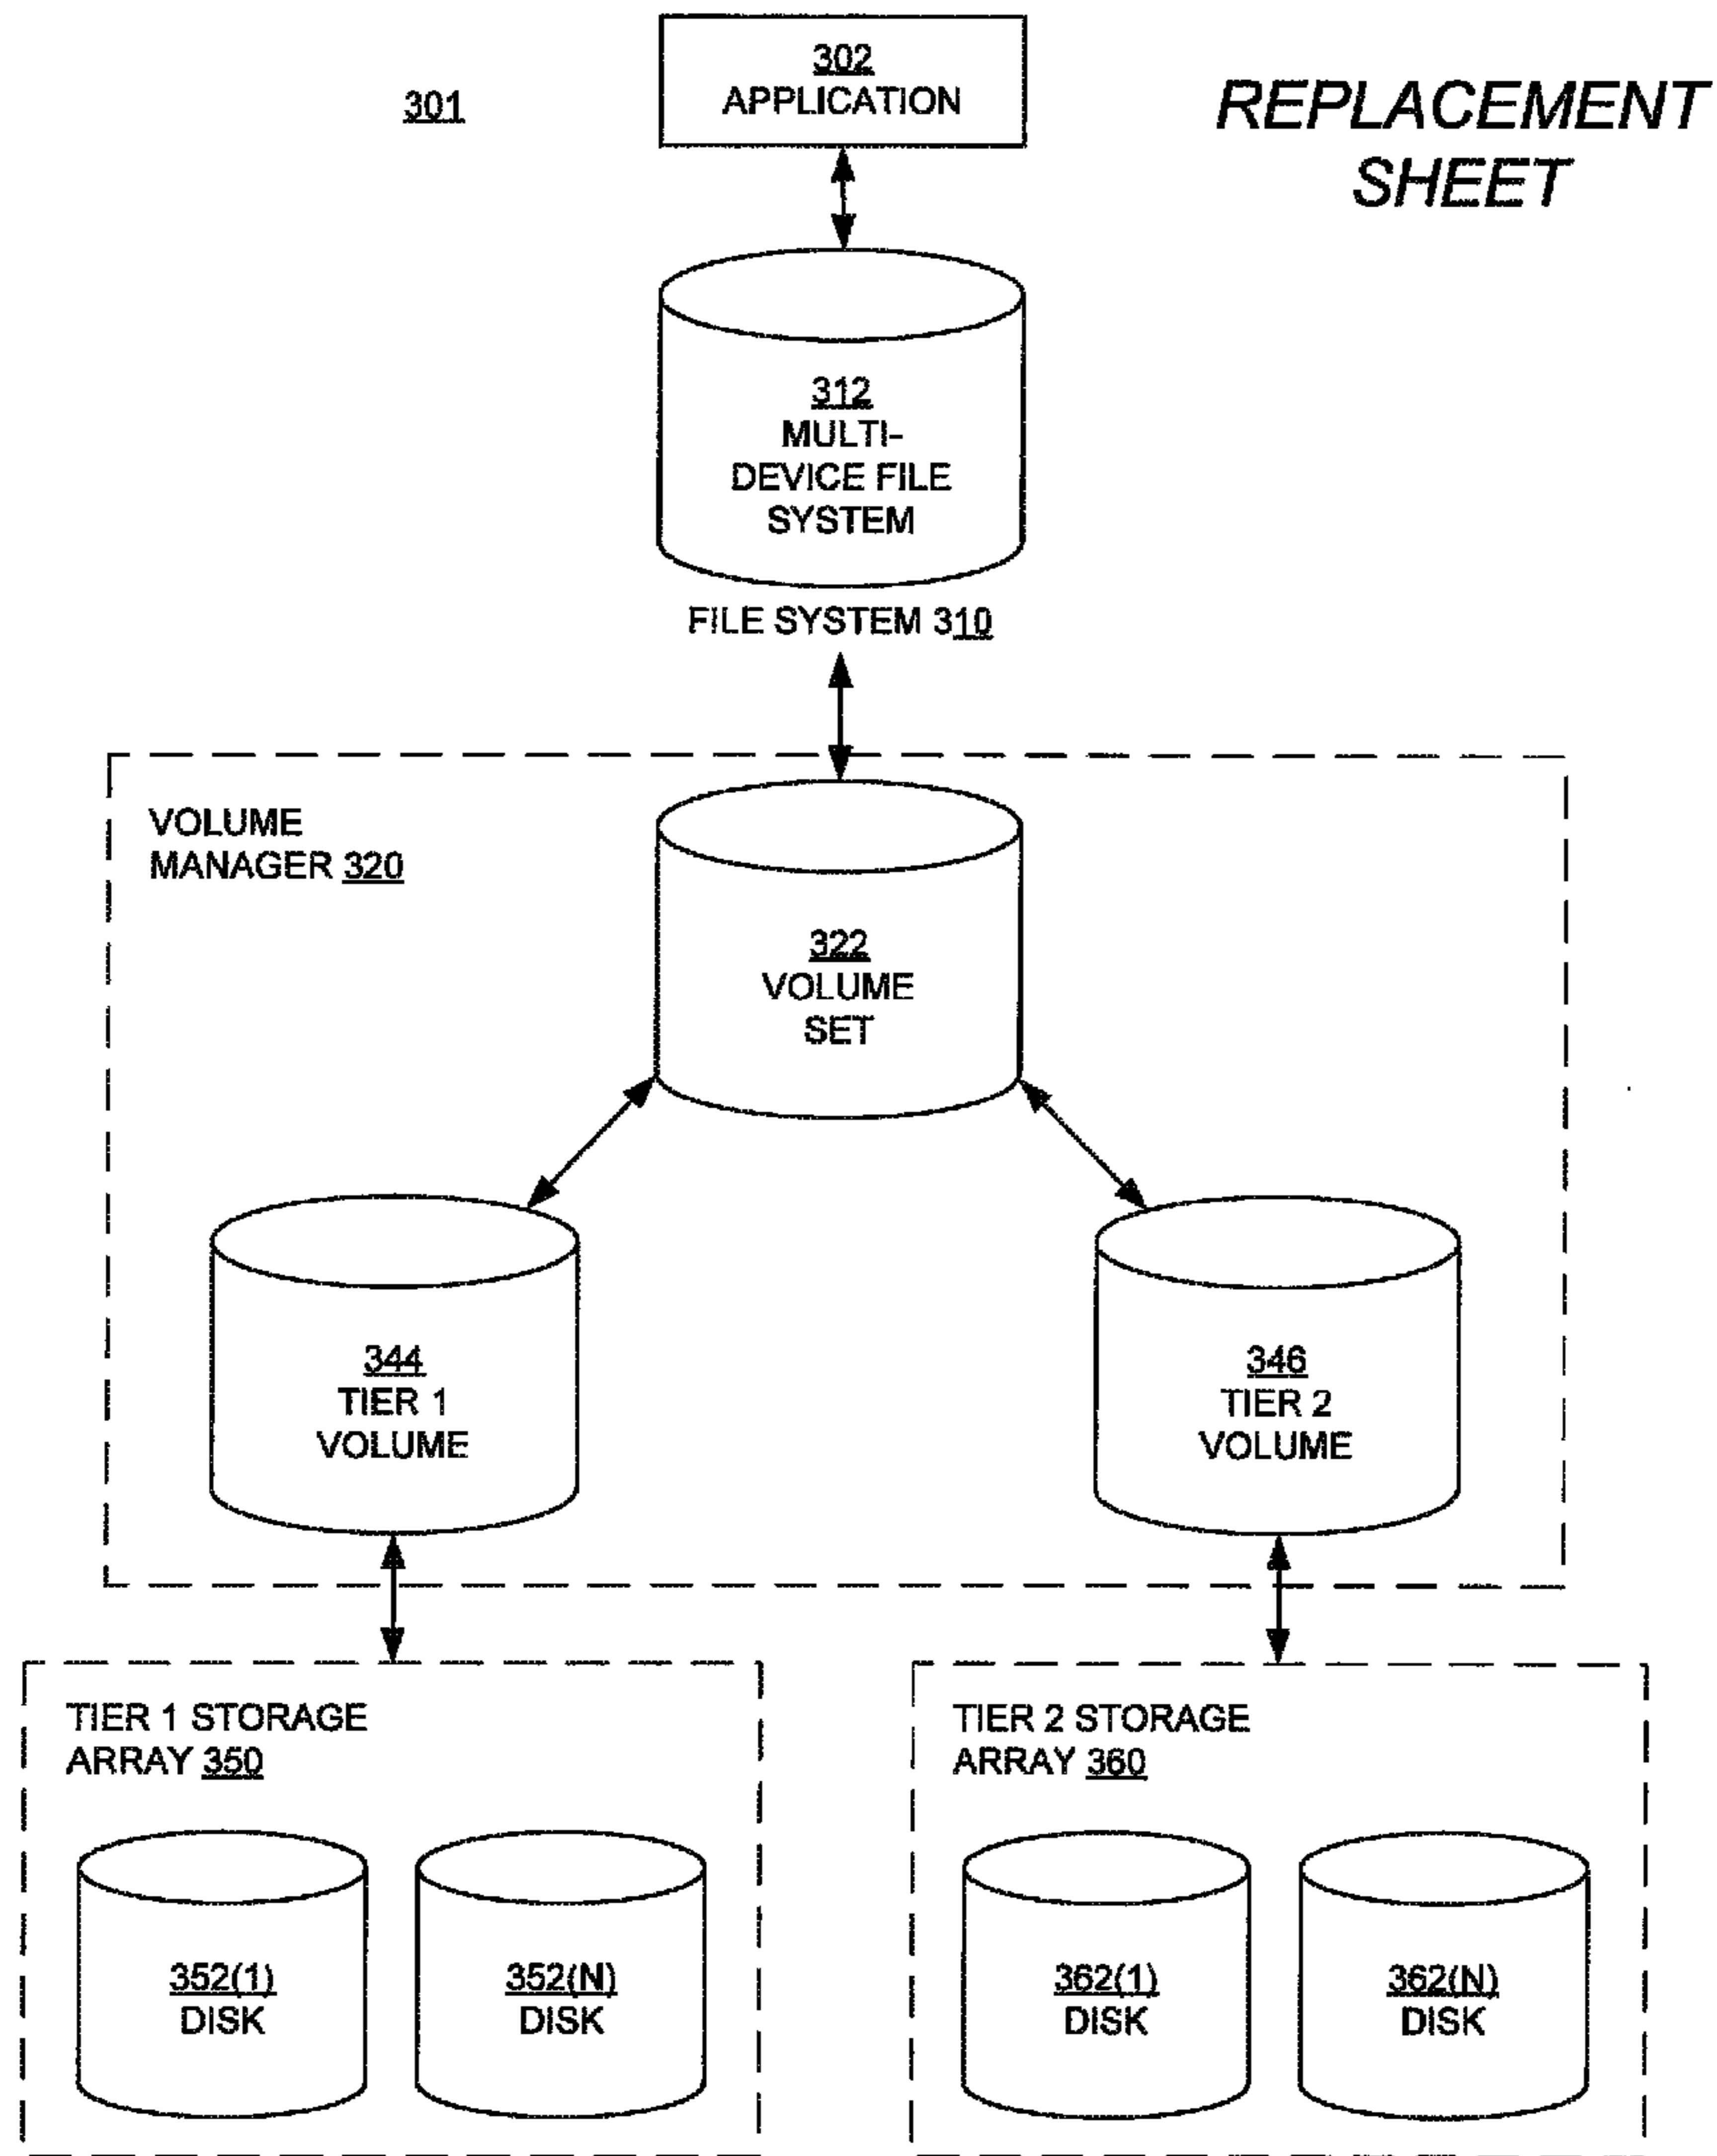 302
APPLICATION
301
REPLACEMENT
SHEET
312
MULTI-
DEVICE FILE
SYSTEM
FILE SYSTEM 310
VOLUME
MANAGER 320
322
VOLUME
SET
344
TIER 1
VOLUME
346
TIER 2
VOLUME
TIER 1 STORAGE
ARRAY 350
TIER 2 STORAGE
ARRAY 360
352(1)
DISK
352(N)
DISK
362(1)
DISK
362(N)
DISK